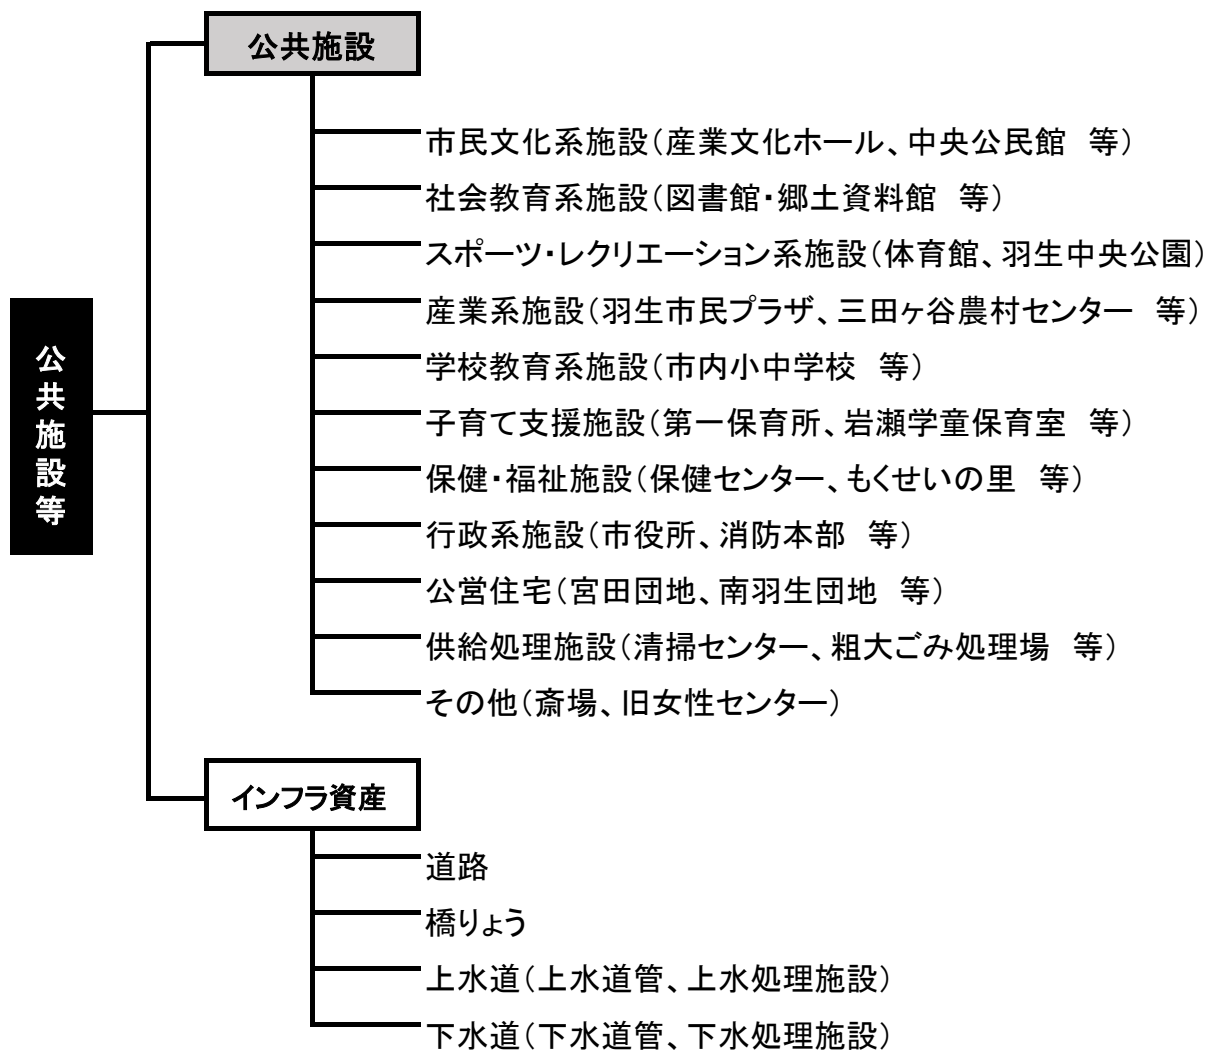 公共施設
市民文化系施設（産業文化ホール、中央公民館　等）
社会教育系施設（図書館・郷土資料館　等）
スポーツ・レクリエーション系施設（体育館、羽生中央公園）
産業系施設（羽生市民プラザ、三田ヶ谷農村センター　等）
学校教育系施設（市内小中学校　等）
子育て支援施設（第一保育所、岩瀬学童保育室　等）
保健・福祉施設（保健センター、もくせいの里　等）
行政系施設（市役所、消防本部　等）
公営住宅（宮田団地、南羽生団地　等）
供給処理施設（清掃センター、粗大ごみ処理場　等）
その他（斎場、旧女性センター）
公共施設等
インフラ資産
道路
橋りょう
上水道（上水道管、上水処理施設）
下水道（下水道管、下水処理施設）